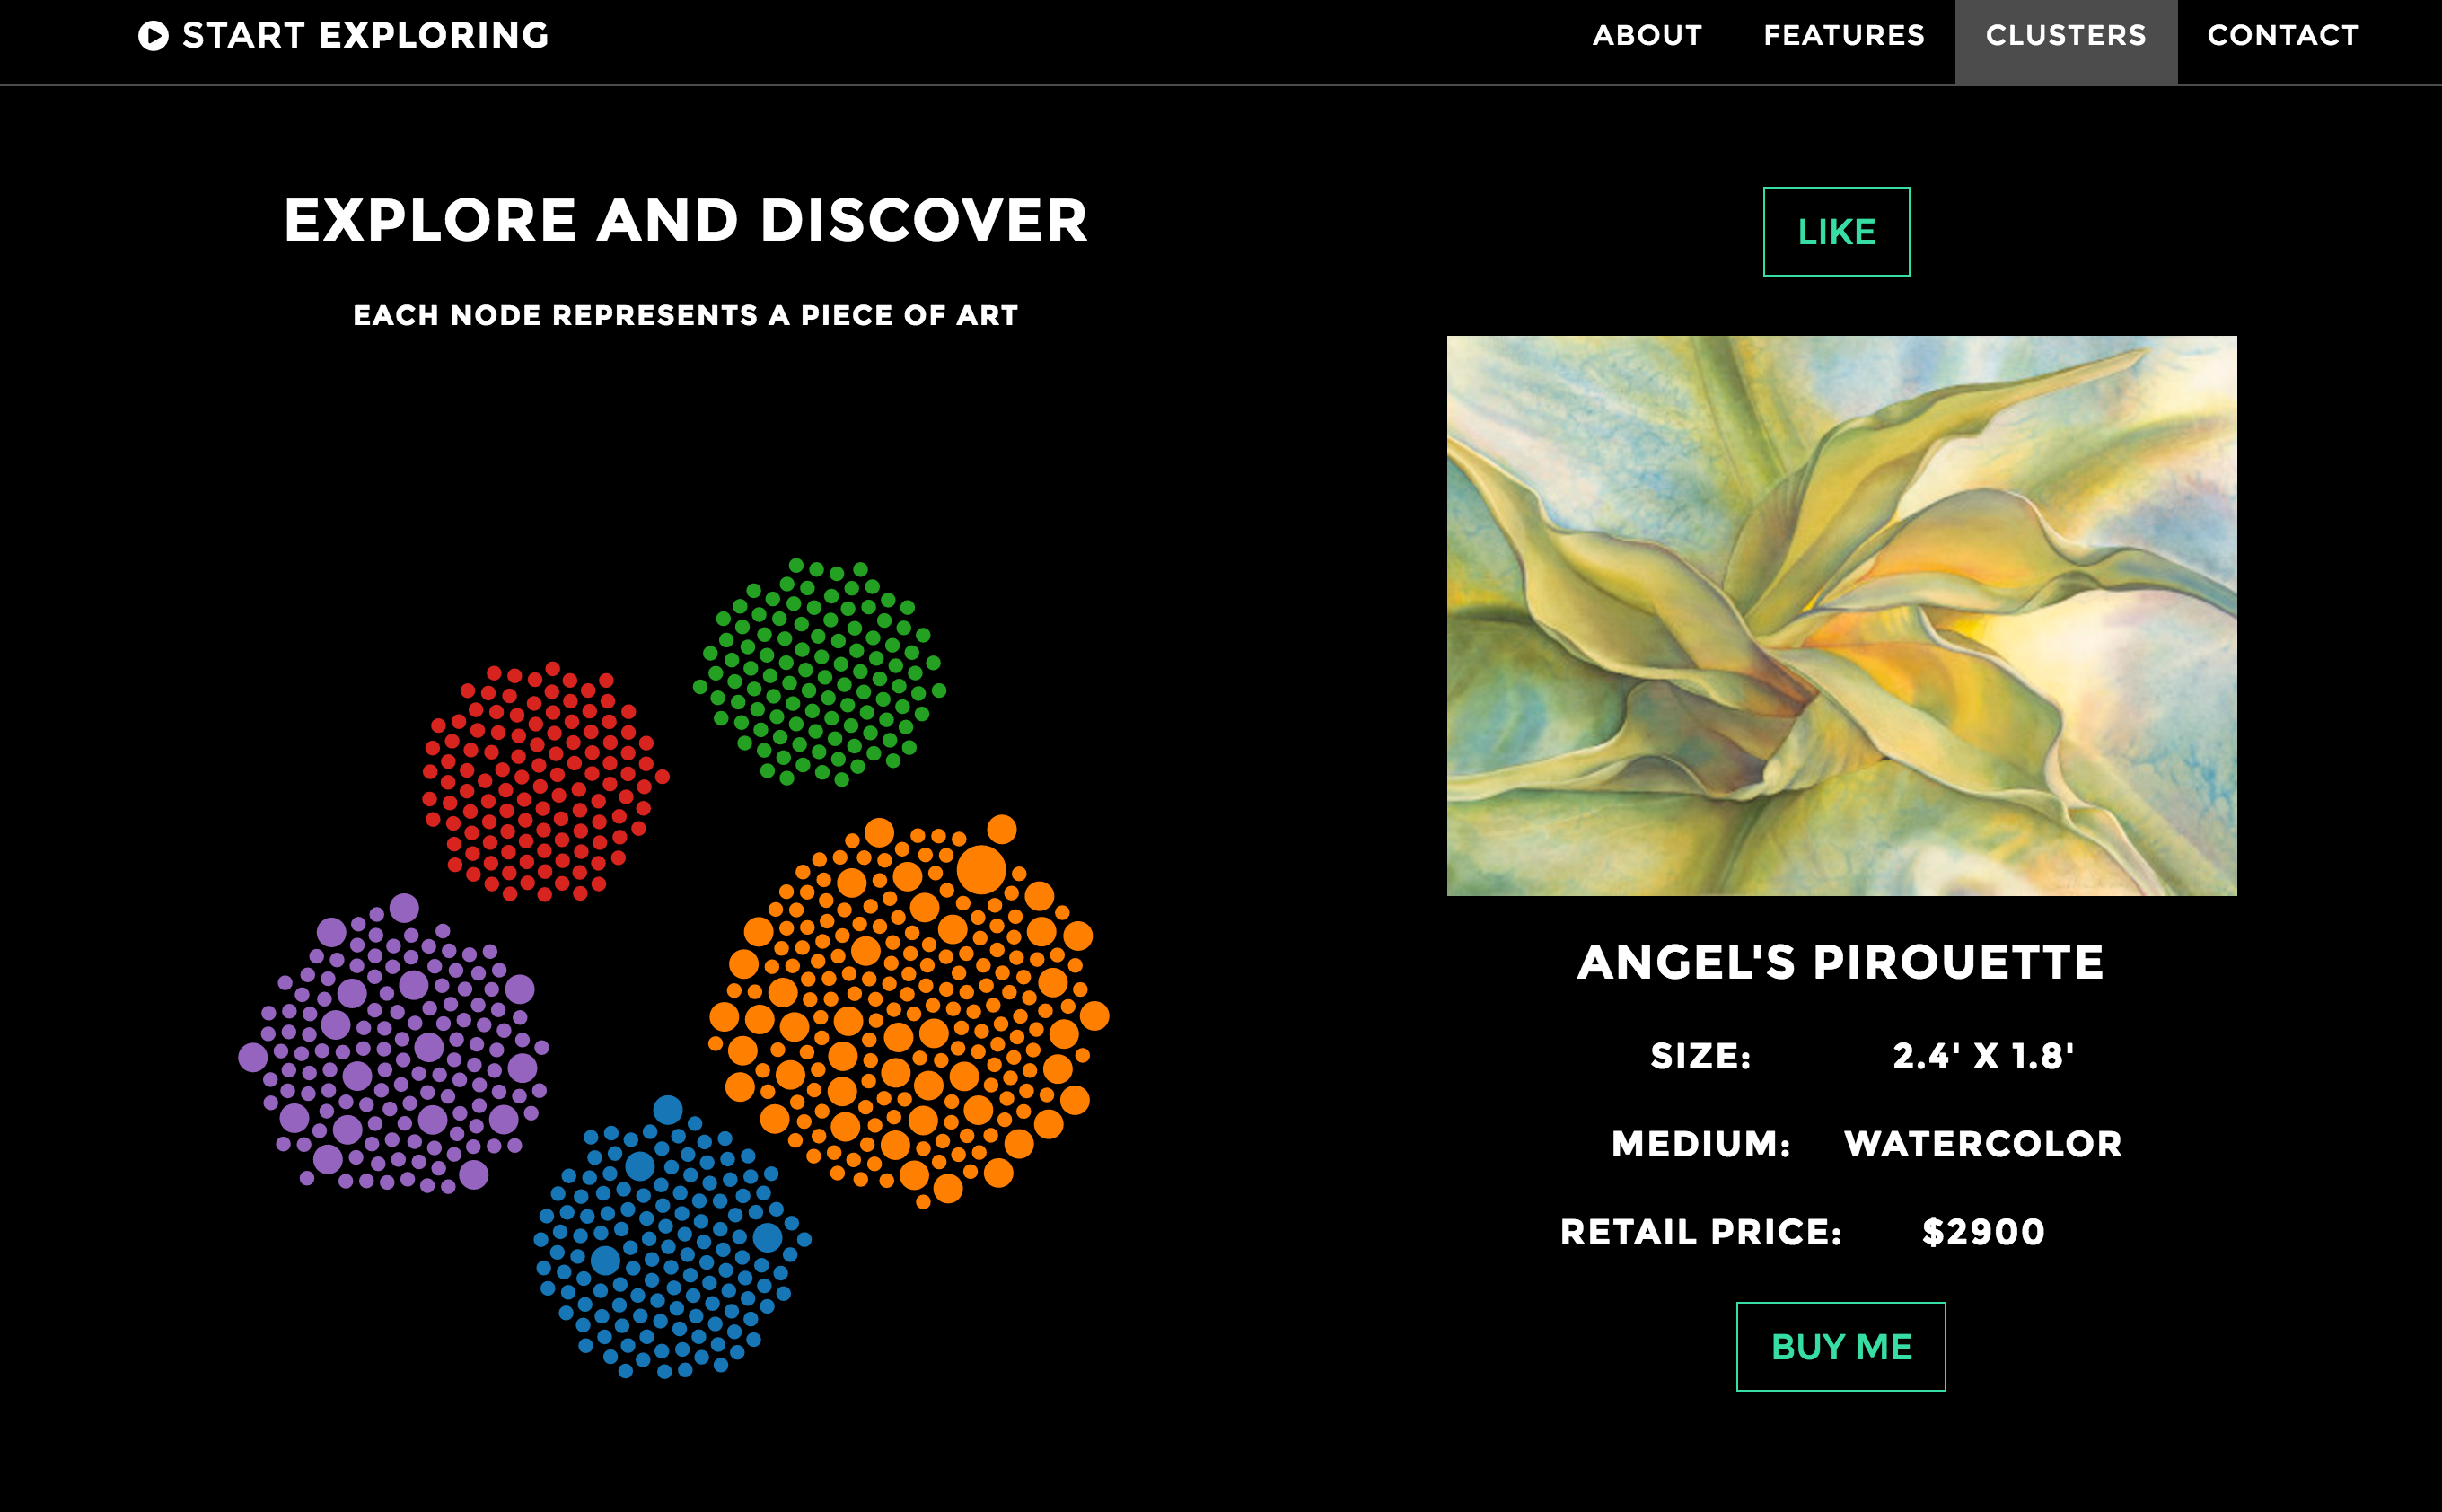 START EXPLORING
ABOUT FEATURES CLUSTERS CONTACT
EXPLORE AND DISCOVER
EACH NODE REPRESENTS A PIECE OF ART
LIKE
ANGEL'S PIROUETTE
SIZE: 2.4' X 1.8'
MEDIUM: WATERCOLOR
RETAIL PRICE: $2900
BUY ME